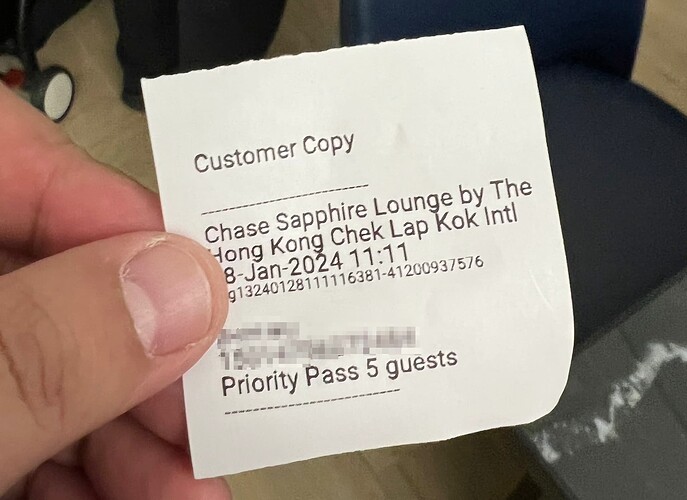 Customer Copy
Chase Sapphire Lounge by The
Hong Kong Chek Lap Kok Intl
8-Jan-2024 11:11
g13240128111116381-41200937576
Priority Pass 5 guests